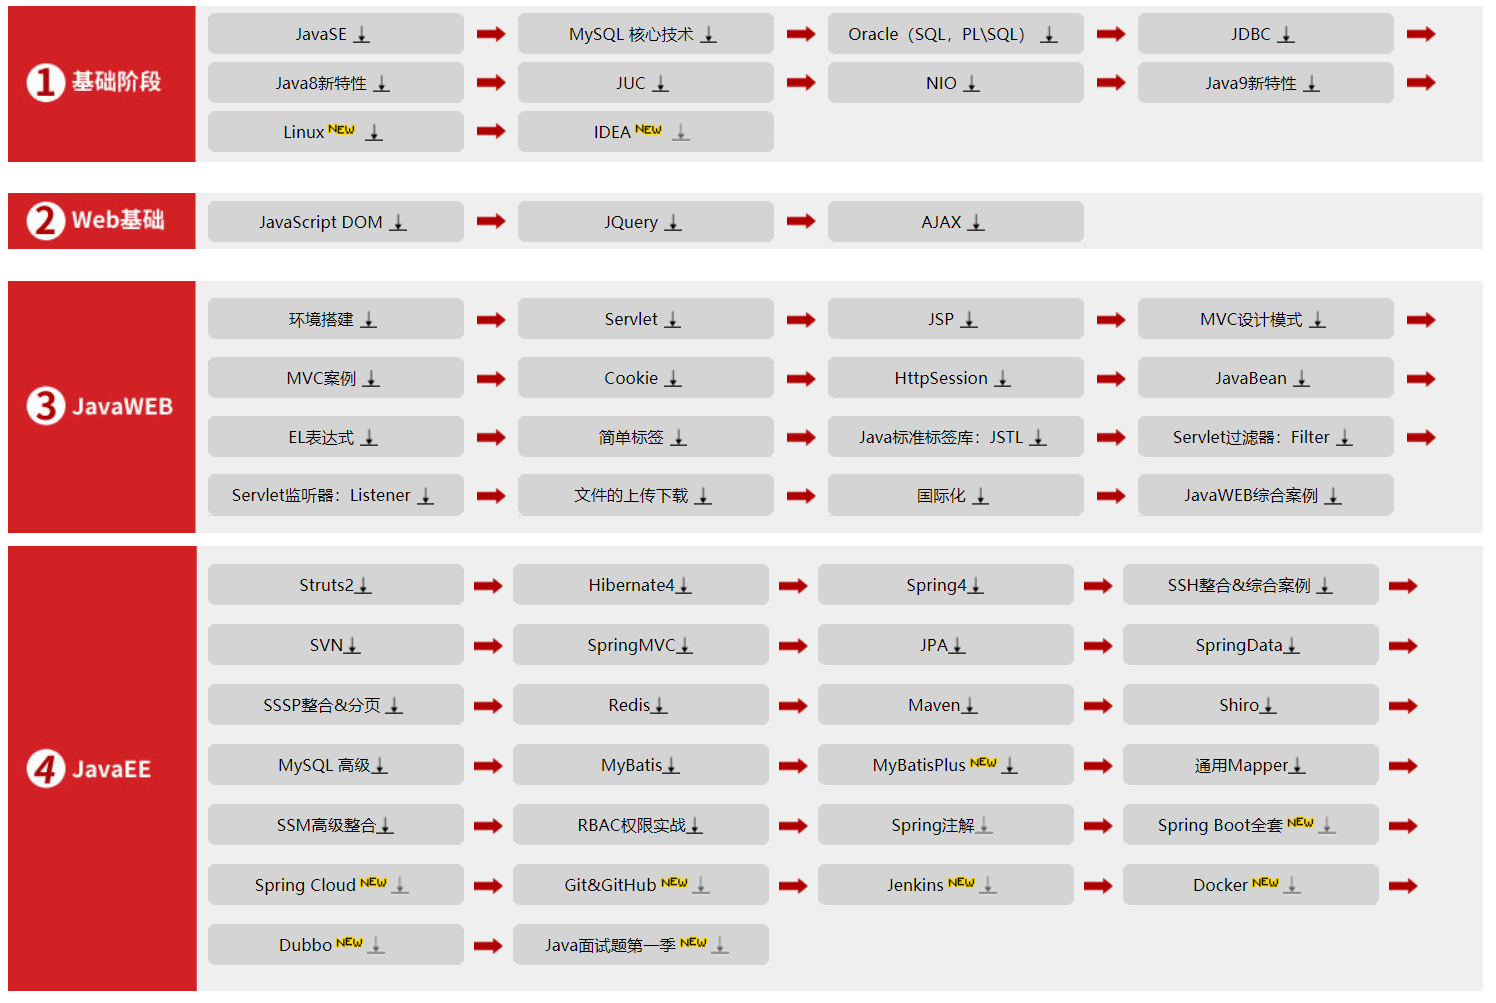 1 基础阶段
JavaSE
MySQL 核心技术
Oracle（SQL，PL\SQL）
JDBC
Java8新特性
JUC
NIO
Java9新特性
Linux NEW
IDEA NEW
2 Web基础
JavaScript DOM
JQuery
AJAX
3 JavaWEB
环境搭建
Servlet
JSP
MVC设计模式
MVC案例
Cookie
HttpSession
JavaBean
EL表达式
简单标签
Java标准标签库：JSTL
Servlet过滤器：Filter
Servlet监听器：Listener
文件的上传下载
国际化
JavaWEB综合案例
4 JavaEE
Struts2
Hibernate4
Spring4
SSH整合&综合案例
SVN
SpringMVC
JPA
SpringData
SSSP整合&分页
Redis
Maven
Shiro
MySQL 高级
MyBatis
MyBatisPlus NEW
通用Mapper
SSM高级整合
RBAC权限实战
Spring注解
Spring Boot全套 NEW
Spring Cloud NEW
Git&GitHub NEW
Jenkins NEW
Docker NEW
Dubbo NEW
Java面试题第一季 NEW